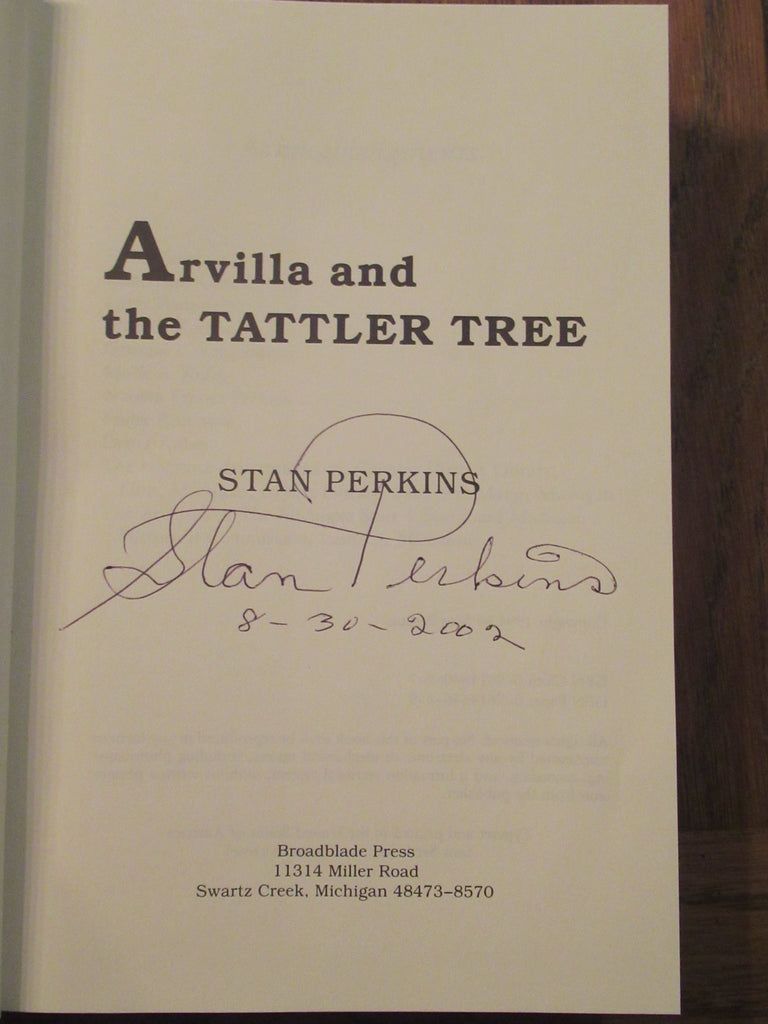 Arvilla and
the TATTLER TREE
STAN PERKINS
Stan Perkins
8-30-2002
Broadblade Press
11314 Miller Road
Swartz Creek, Michigan 48473–8570